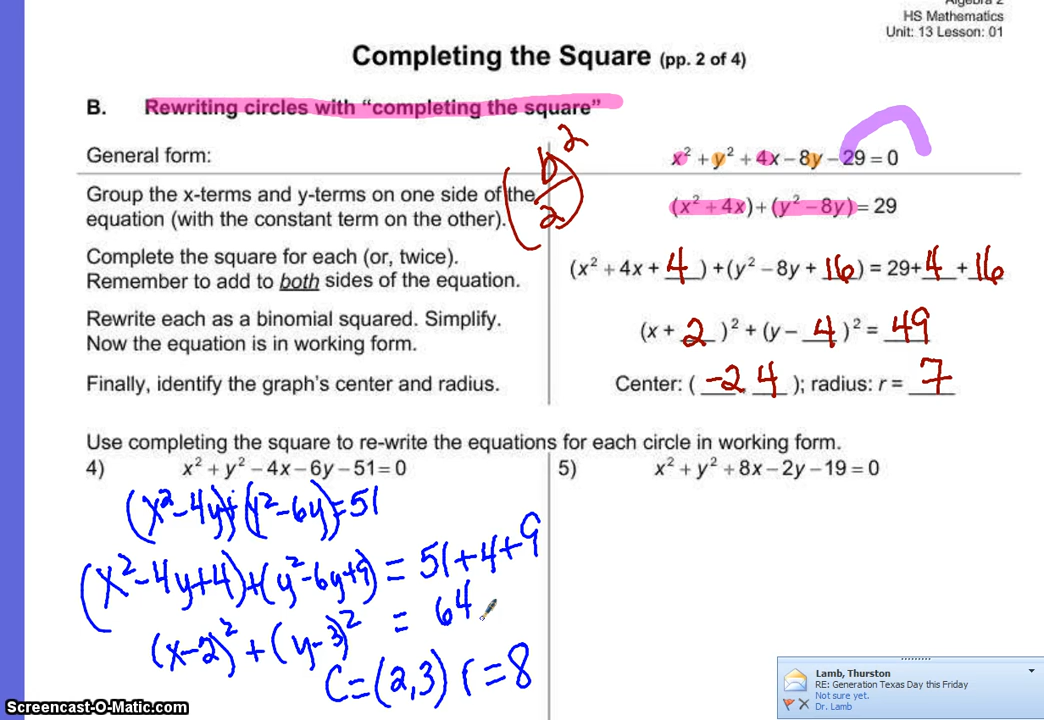 Algebra 2
HS Mathematics
Unit: 13 Lesson: 01
Completing the Square (pp. 2 of 4)
B. Rewriting circles with “completing the square”
General form:
x² + y² + 4x − 8y − 29 = 0
Group the x-terms and y-terms on one side of the
equation (with the constant term on the other).
(b/2)²
(x² + 4x) + (y² − 8y) = 29
Complete the square for each (or, twice).
Remember to add to both sides of the equation.
(x² + 4x + 4) + (y² − 8y + 16) = 29 + 4 + 16
Rewrite each as a binomial squared. Simplify.
Now the equation is in working form.
(x + 2)² + (y − 4)² = 49
Finally, identify the graph’s center and radius.
Center: (−2, 4); radius: r = 7
Use completing the square to re-write the equations for each circle in working form.
4) x² + y² − 4x − 6y − 51 = 0
(x² − 4y) + (y² − 6y) = 51
(x² − 4y + 4) + (y² − 6y + 9) = 51 + 4 + 9
(x − 2)² + (y − 3)² = 64
C = (2,3) r = 8
5) x² + y² + 8x − 2y − 19 = 0
Lamb, Thurston
RE: Generation Texas Day this Friday
Not sure yet.
Dr. Lamb
Screencast-O-Matic.com